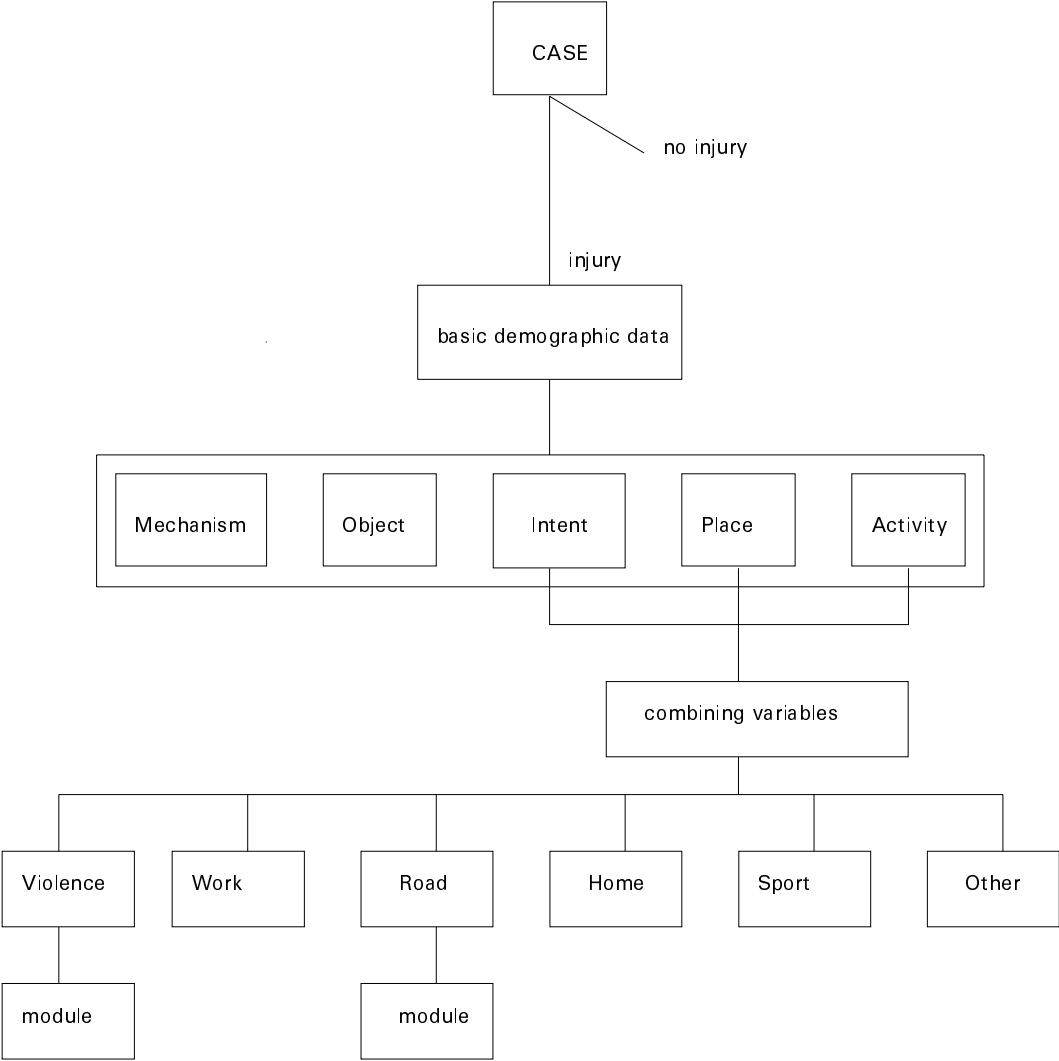 CASE
no injury
injury
basic demographic data
Mechanism
Object
Intent
Place
Activity
combining variables
Violence
Work
Road
Home
Sport
Other
module
module